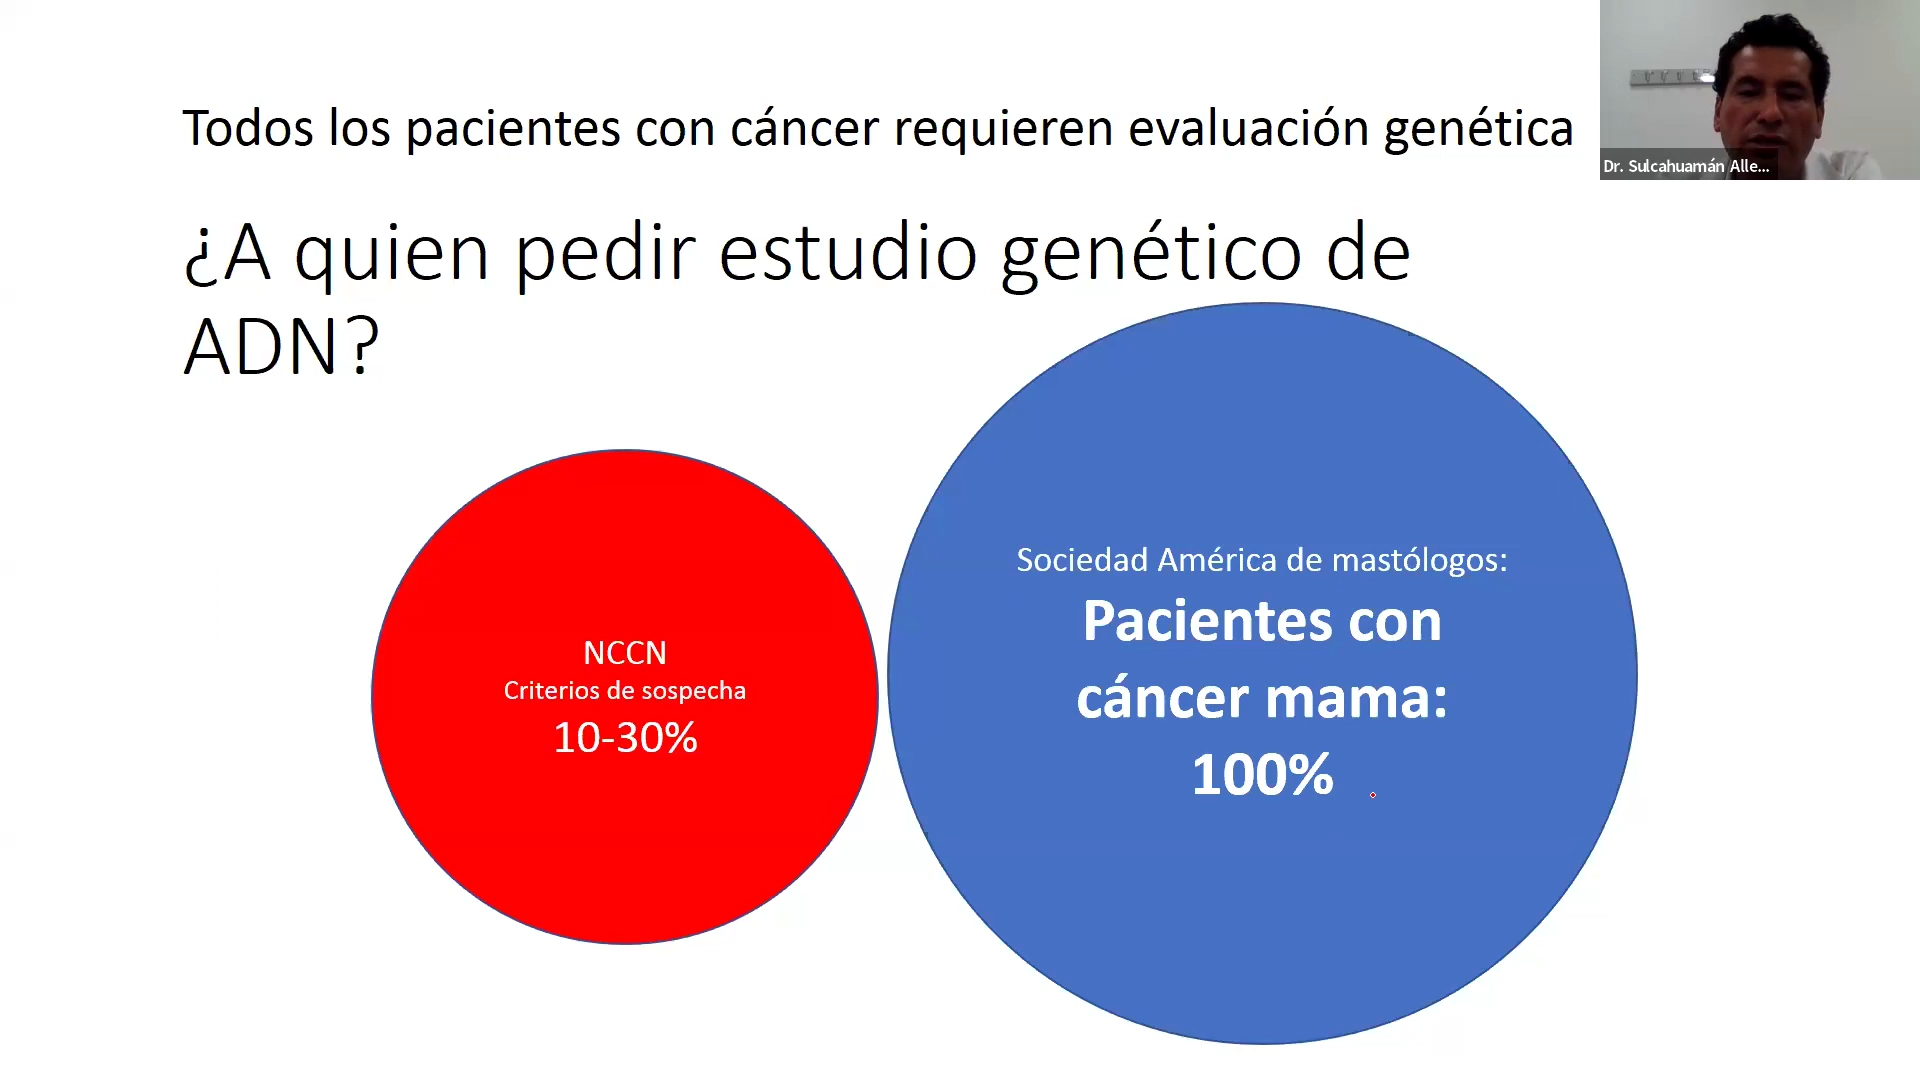 Todos los pacientes con cáncer requieren evaluación genética
Dr. Sulcahuamán Alle...
¿A quien pedir estudio genético de
ADN?
NCCN
Criterios de sospecha
10-30%
Sociedad América de mastólogos:
Pacientes con
cáncer mama:
100%